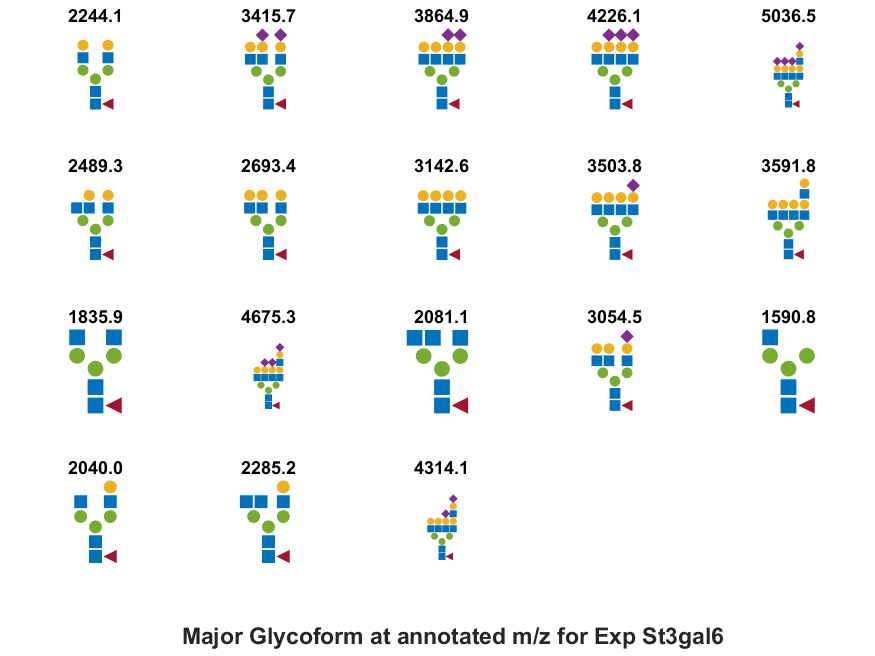 2244.1 3415.7 3864.9 4226.1 5036.5
2489.3 2693.4 3142.6 3503.8 3591.8
1835.9 4675.3 2081.1 3054.5 1590.8
2040.0 2285.2 4314.1
Major Glycoform at annotated m/z for Exp St3gal6